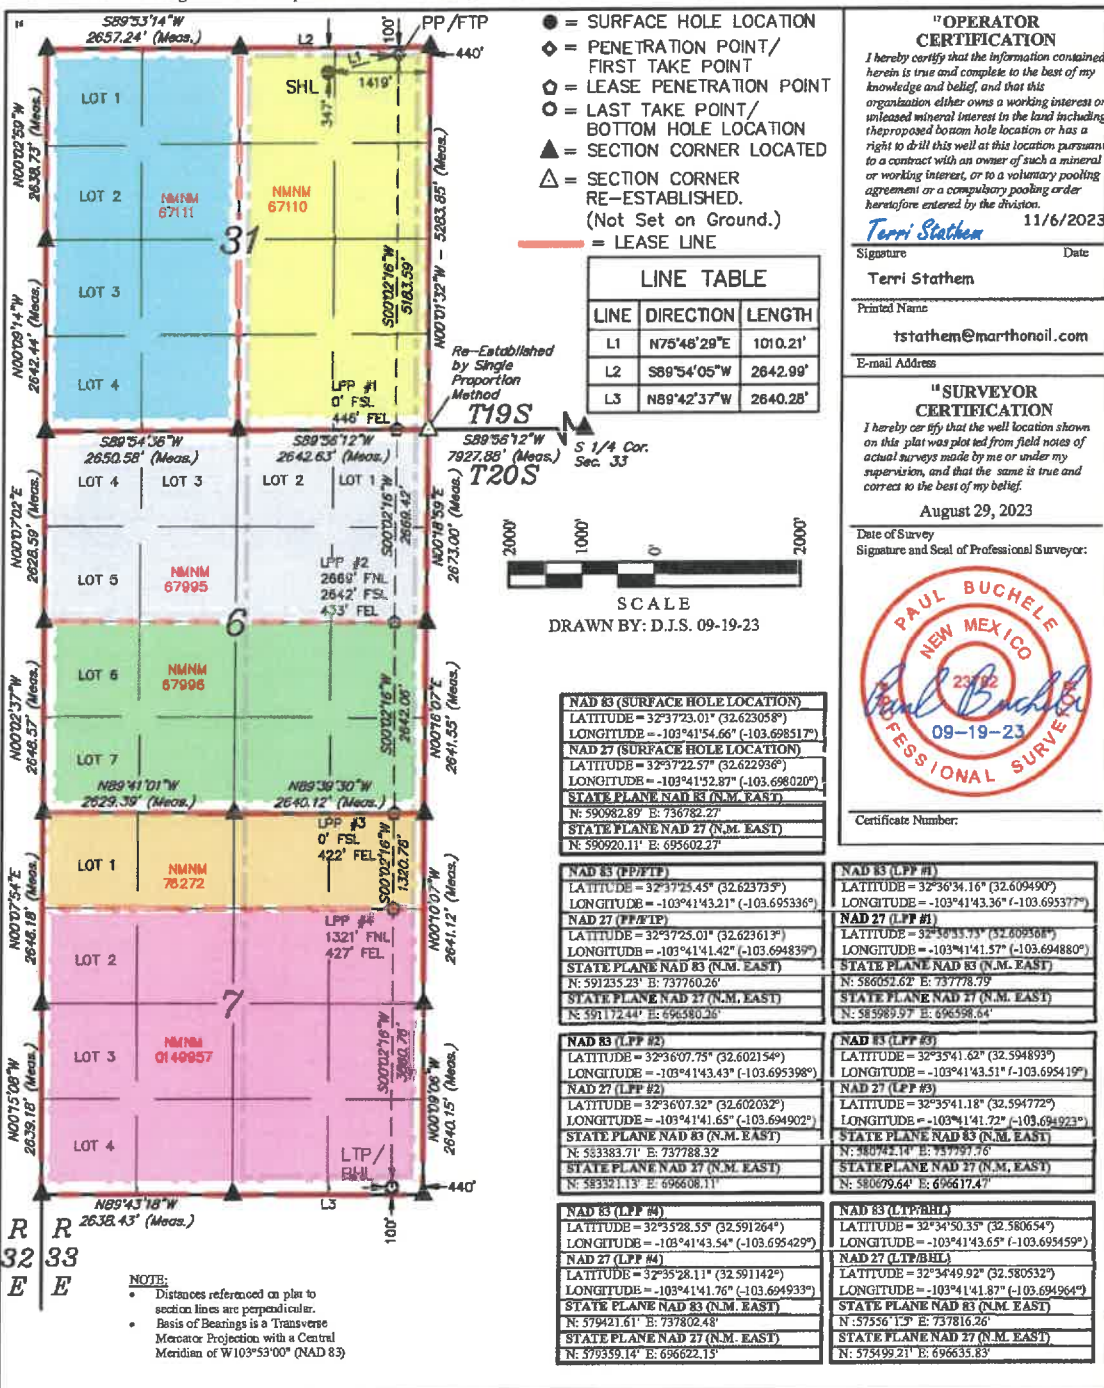 S89°53'14"W
2657.24' (Meas.)
L2
100'
PP/FTP
440'
L1
1419'
SHL
347'
LOT 1
LOT 2
NMNM
67111
NMNM
67110
31
LOT 3
LOT 4
N00°02'59"W
2638.73' (Meas.)
N00°09'14"W
2642.44' (Meas.)
S00°02'16"W
5183.59'
N00°01'32"W - 5283.85' (Meas.)
Re-Established
by Single
Proportion
Method
LPP #1
0' FSL
446' FEL
T19S
S89°54'36"W
2650.58' (Meas.)
S89°56'12"W
2642.63' (Meas.)
S89°56'12"W
7927.88' (Meas.)
S 1/4 Cor.
Sec. 33
T20S
LOT 4
LOT 3
LOT 2
LOT 1
N00°07'02"E
2628.59' (Meas.)
S00°02'16"W
2669.42'
N00°18'59"E
2673.00' (Meas.)
LOT 5
NMNM
67995
LPP #2
2669' FNL
2642' FSL
433' FEL
6
LOT 6
NMNM
67996
LOT 7
N00°02'37"W
2648.57' (Meas.)
S00°02'16"W
2642.06'
N00°16'07"E
2641.55' (Meas.)
N89°41'01"W
2629.39' (Meas.)
N89°39'30"W
2640.12' (Meas.)
LPP #3
0' FSL
422' FEL
LOT 1
NMNM
76272
S00°02'16"W
1320.76'
N00°07'54"E
2646.18' (Meas.)
N00°10'07"W
2641.12' (Meas.)
LPP #4
1321' FNL
427' FEL
LOT 2
7
LOT 3
NMNM
0149957
LOT 4
S00°02'16"W
N00°15'08"W
2639.18' (Meas.)
N00°09'06"W
2640.15' (Meas.)
LTP/
BHL
440'
N89°43'18"W
2638.43' (Meas.)
L3
100'
R R
32 33
E E
NOTE:
• Distances referenced on plat to
section lines are perpendicular.
• Basis of Bearings is a Transverse
Mercator Projection with a Central
Meridian of W103°53'00" (NAD 83)
= SURFACE HOLE LOCATION
= PENETRATION POINT/
FIRST TAKE POINT
= LEASE PENETRATION POINT
= LAST TAKE POINT/
BOTTOM HOLE LOCATION
= SECTION CORNER LOCATED
= SECTION CORNER
RE-ESTABLISHED.
(Not Set on Ground.)
= LEASE LINE
LINE TABLE
LINE DIRECTION LENGTH
L1 N75°46'29"E 1010.21'
L2 S89°54'05"W 2642.99'
L3 N89°42'37"W 2640.28'
2000' 1000' 0' 2000'
SCALE
DRAWN BY: D.J.S. 09-19-23
NAD 83 (SURFACE HOLE LOCATION)
LATITUDE = 32°37'23.01" (32.623058°)
LONGITUDE = -103°41'54.66" (-103.698517°)
NAD 27 (SURFACE HOLE LOCATION)
LATITUDE = 32°37'22.57" (32.622936°)
LONGITUDE = -103°41'52.87" (-103.698020°)
STATE PLANE NAD 83 (N.M. EAST)
N: 590982.89' E: 736782.27'
STATE PLANE NAD 27 (N.M. EAST)
N: 590920.11' E: 695602.27'
NAD 83 (PP/FTP)
LATITUDE = 32°37'25.45" (32.623735°)
LONGITUDE = -103°41'43.21" (-103.695336°)
NAD 27 (PP/FTP)
LATITUDE = 32°37'25.01" (32.623613°)
LONGITUDE = -103°41'41.42" (-103.694839°)
STATE PLANE NAD 83 (N.M. EAST)
N: 591235.23' E: 737760.26'
STATE PLANE NAD 27 (N.M. EAST)
N: 591172.44' E: 696580.26'
NAD 83 (LPP #1)
LATITUDE = 32°36'34.16" (32.609490°)
LONGITUDE = -103°41'43.36" (-103.695377°)
NAD 27 (LPP #1)
LATITUDE = 32°36'33.73" (32.609368°)
LONGITUDE = -103°41'41.57" (-103.694880°)
STATE PLANE NAD 83 (N.M. EAST)
N: 586052.62' E: 737778.79'
STATE PLANE NAD 27 (N.M. EAST)
N: 585989.97' E: 696598.64'
NAD 83 (LPP #2)
LATITUDE = 32°36'07.75" (32.602154°)
LONGITUDE = -103°41'43.43" (-103.695398°)
NAD 27 (LPP #2)
LATITUDE = 32°36'07.32" (32.602032°)
LONGITUDE = -103°41'41.65" (-103.694902°)
STATE PLANE NAD 83 (N.M. EAST)
N: 583383.71' E: 737788.32'
STATE PLANE NAD 27 (N.M. EAST)
N: 583321.13' E: 696608.11'
NAD 83 (LPP #3)
LATITUDE = 32°35'41.62" (32.594893°)
LONGITUDE = -103°41'43.51" (-103.695419°)
NAD 27 (LPP #3)
LATITUDE = 32°35'41.18" (32.594772°)
LONGITUDE = -103°41'41.72" (-103.694923°)
STATE PLANE NAD 83 (N.M. EAST)
N: 580742.14' E: 737797.76'
STATE PLANE NAD 27 (N.M. EAST)
N: 580679.64' E: 696617.47'
NAD 83 (LPP #4)
LATITUDE = 32°35'28.55" (32.591264°)
LONGITUDE = -103°41'43.54" (-103.695429°)
NAD 27 (LPP #4)
LATITUDE = 32°35'28.11" (32.591142°)
LONGITUDE = -103°41'41.76" (-103.694933°)
STATE PLANE NAD 83 (N.M. EAST)
N: 579421.61' E: 737802.48'
STATE PLANE NAD 27 (N.M. EAST)
N: 579359.14' E: 696622.15'
NAD 83 (LTP/BHL)
LATITUDE = 32°34'50.35" (32.580654°)
LONGITUDE = -103°41'43.65" (-103.695459°)
NAD 27 (LTP/BHL)
LATITUDE = 32°34'49.92" (32.580532°)
LONGITUDE = -103°41'41.87" (-103.694964°)
STATE PLANE NAD 83 (N.M. EAST)
E: 737816.26'
STATE PLANE NAD 27 (N.M. EAST)
N: 575499.21' E: 696635.83'
"OPERATOR
CERTIFICATION
I hereby certify that the information contained
herein is true and complete to the best of my
knowledge and belief, and that this
organization either owns a working interest or
unleased mineral interest in the land including
theproposed bottom hole location or has a
right to drill this well at this location pursuant
to a contract with an owner of such a mineral
or working interest, or to a voluntary pooling
agreement or a compulsory pooling order
heretofore entered by the division.
Terri Stathem 11/6/2023
Signature Date
Terri Stathem
Printed Name
tstathem@marthonoil.com
E-mail Address
18 SURVEYOR
CERTIFICATION
I hereby certify that the well location shown
on this plat was plotted from field notes of
actual surveys made by me or under my
supervision, and that the same is true and
correct to the best of my belief.
August 29, 2023
Date of Survey
Signature and Seal of Professional Surveyor:
PAUL BUCHELE
NEW MEXICO
23782
Paul Buchele
09-19-23
PROFESSIONAL SURVEYOR
Certificate Number: